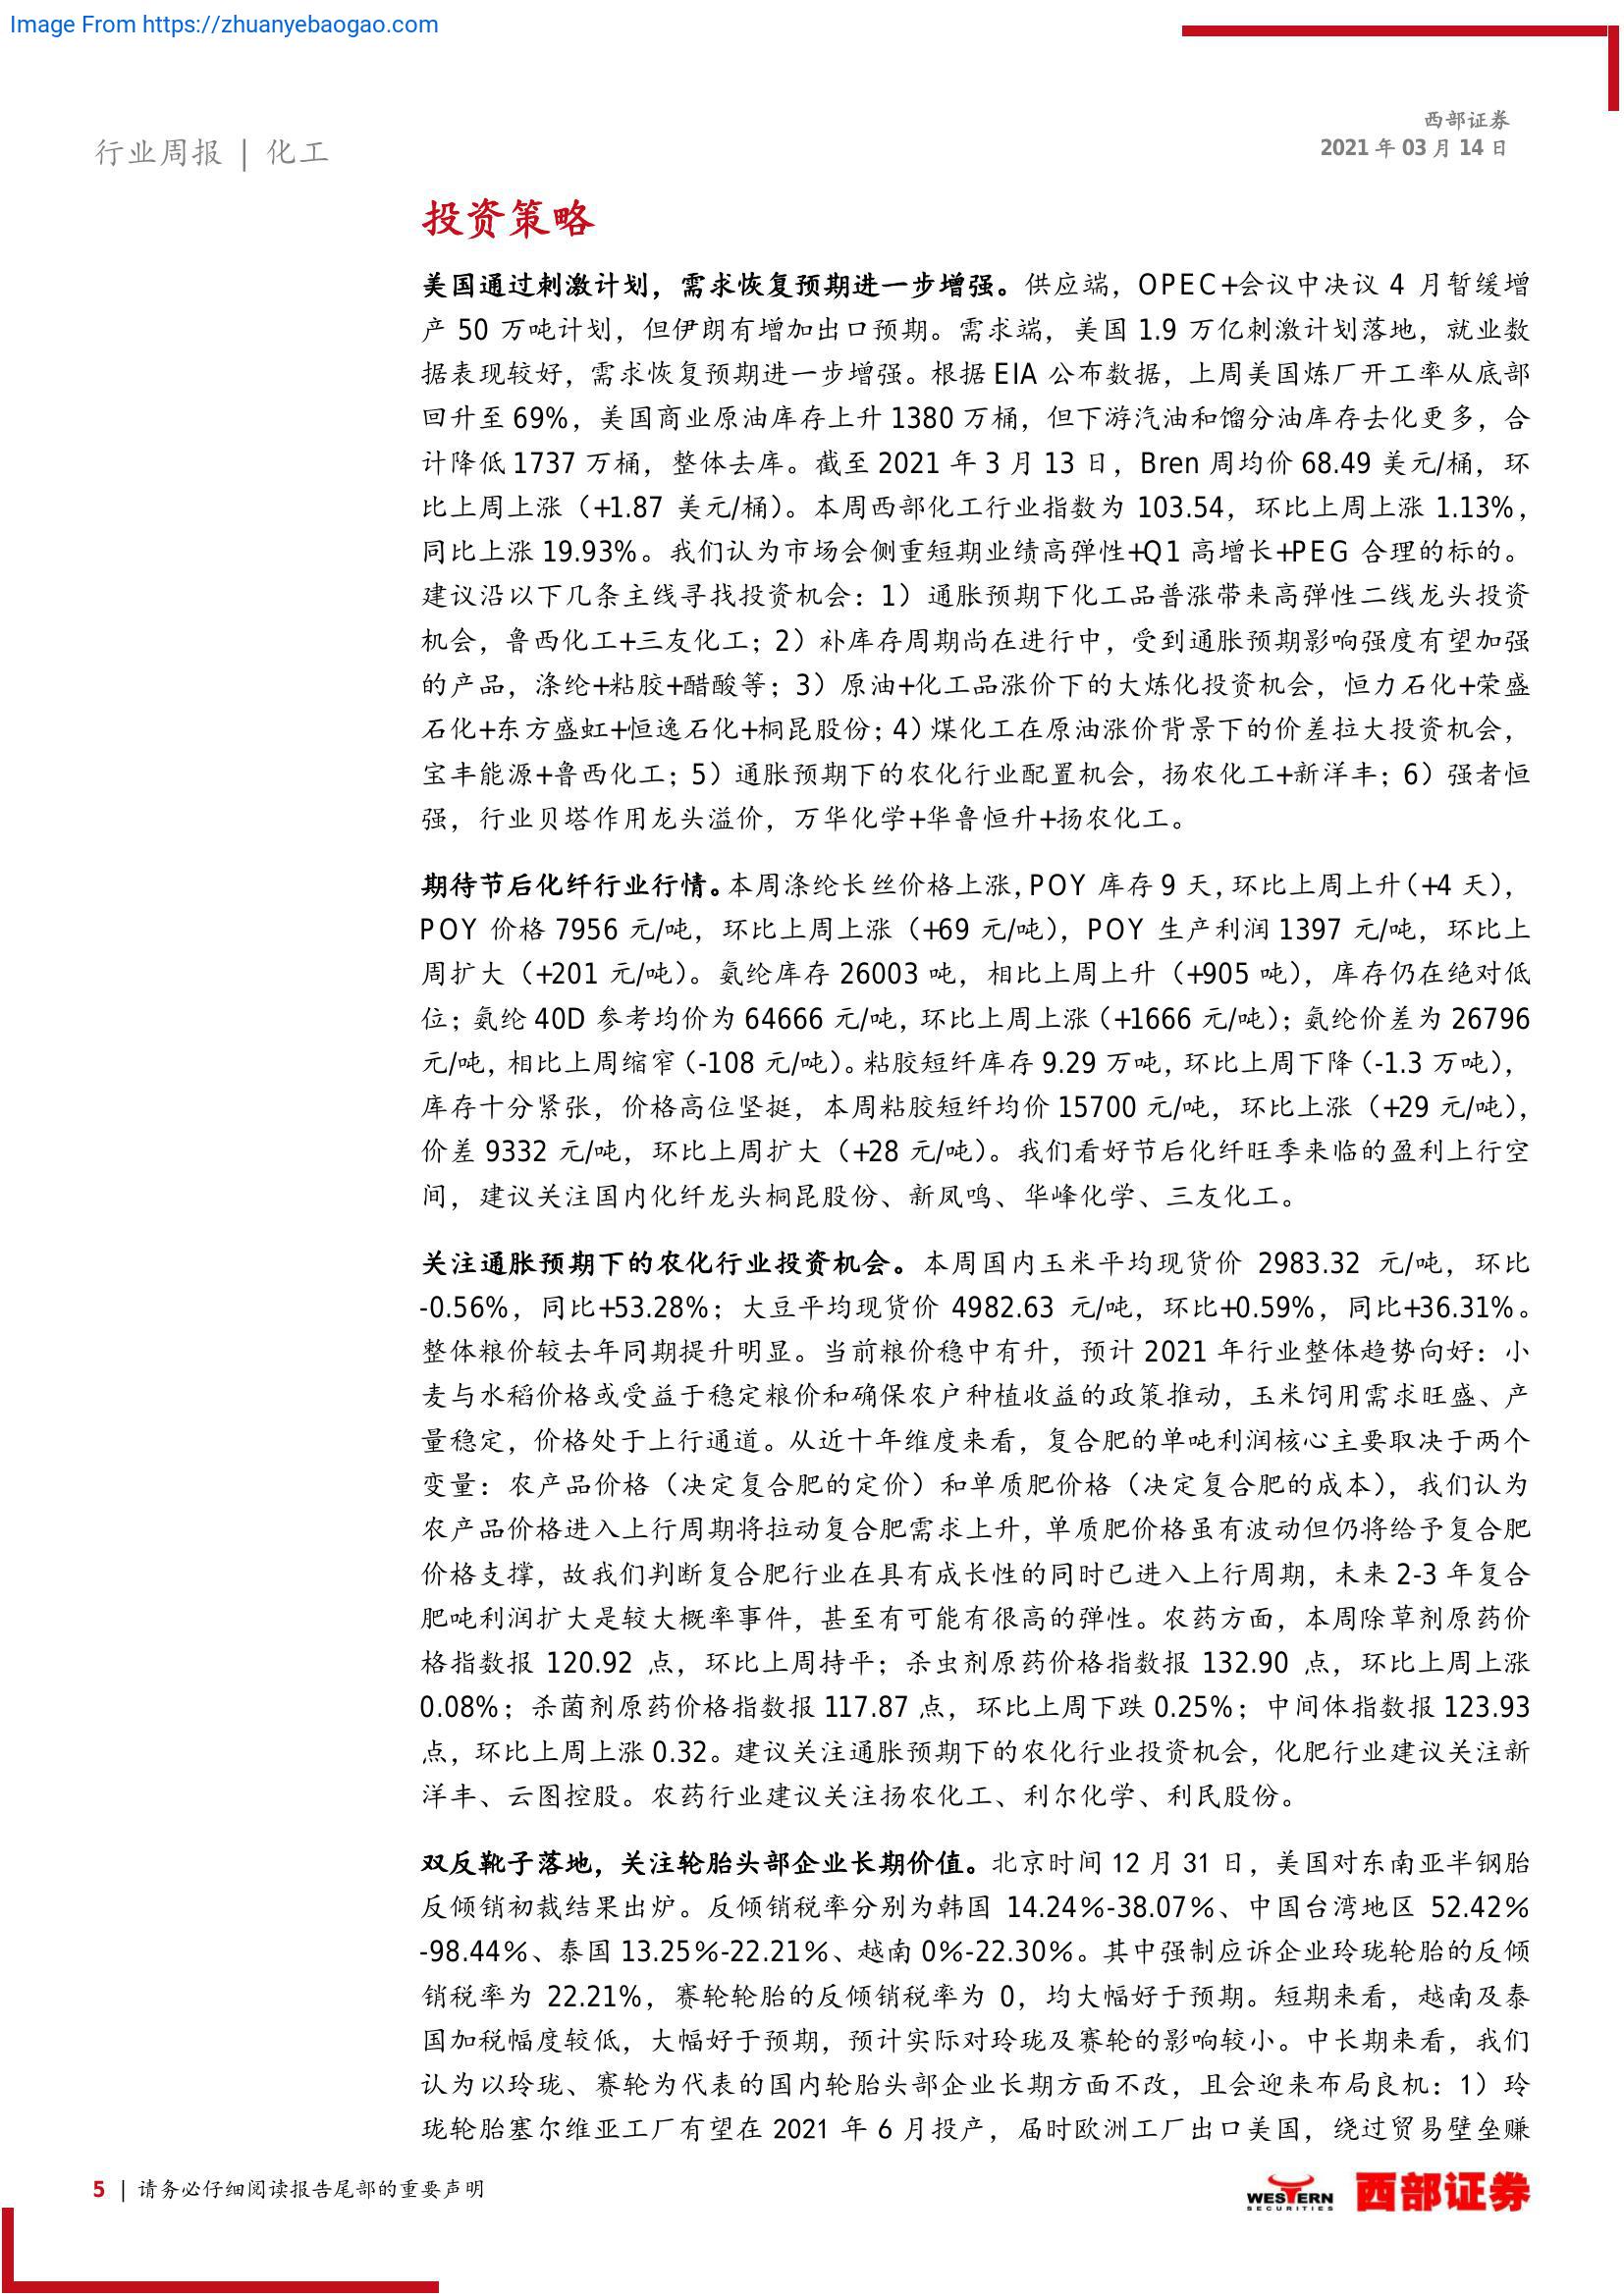 Image From https://zhuanyebaogao.com
西部证券
行业周报 | 化工
2021 年 03 月 14 日
投资策略
美国通过刺激计划，需求恢复预期进一步增强。供应端，OPEC+会议中决议 4 月暂缓增
产 50 万吨计划，但伊朗有增加出口预期。需求端，美国 1.9 万亿刺激计划落地，就业数
据表现较好，需求恢复预期进一步增强。根据 EIA 公布数据，上周美国炼厂开工率从底部
回升至 69%，美国商业原油库存上升 1380 万桶，但下游汽油和馏分油库存去化更多，合
计降低 1737 万桶，整体去库。截至 2021 年 3 月 13 日，Bren 周均价 68.49 美元/桶，环
比上周上涨（+1.87 美元/桶）。本周西部化工行业指数为 103.54，环比上周上涨 1.13%，
同比上涨 19.93%。我们认为市场会侧重短期业绩高弹性+Q1 高增长+PEG 合理的标的。
建议沿以下几条主线寻找投资机会：1）通胀预期下化工品普涨带来高弹性二线龙头投资
机会，鲁西化工+三友化工；2）补库存周期尚在进行中，受到通胀预期影响强度有望加强
的产品，涤纶+粘胶+醋酸等；3）原油+化工品涨价下的大炼化投资机会，恒力石化+荣盛
石化+东方盛虹+恒逸石化+桐昆股份；4）煤化工在原油涨价背景下的价差拉大投资机会，
宝丰能源+鲁西化工；5）通胀预期下的农化行业配置机会，扬农化工+新洋丰；6）强者恒
强，行业贝塔作用龙头溢价，万华化学+华鲁恒升+扬农化工。
期待节后化纤行业行情。本周涤纶长丝价格上涨，POY 库存 9 天，环比上周上升（+4 天），
POY 价格 7956 元/吨，环比上周上涨（+69 元/吨），POY 生产利润 1397 元/吨，环比上
周扩大（+201 元/吨）。氨纶库存 26003 吨，相比上周上升（+905 吨），库存仍在绝对低
位；氨纶 40D 参考均价为 64666 元/吨，环比上周上涨（+1666 元/吨）；氨纶价差为 26796
元/吨，相比上周缩窄（-108 元/吨）。粘胶短纤库存 9.29 万吨，环比上周下降（-1.3 万吨），
库存十分紧张，价格高位坚挺，本周粘胶短纤均价 15700 元/吨，环比上涨（+29 元/吨），
价差 9332 元/吨，环比上周扩大（+28 元/吨）。我们看好节后化纤旺季来临的盈利上行空
间，建议关注国内化纤龙头桐昆股份、新凤鸣、华峰化学、三友化工。
关注通胀预期下的农化行业投资机会。本周国内玉米平均现货价 2983.32 元/吨，环比
-0.56%，同比+53.28%；大豆平均现货价 4982.63 元/吨，环比+0.59%，同比+36.31%。
整体粮价较去年同期提升明显。当前粮价稳中有升，预计 2021 年行业整体趋势向好：小
麦与水稻价格或受益于稳定粮价和确保农户种植收益的政策推动，玉米饲用需求旺盛、产
量稳定，价格处于上行通道。从近十年维度来看，复合肥的单吨利润核心主要取决于两个
变量：农产品价格（决定复合肥的定价）和单质肥价格（决定复合肥的成本），我们认为
农产品价格进入上行周期将拉动复合肥需求上升，单质肥价格虽有波动但仍将给予复合肥
价格支撑，故我们判断复合肥行业在具有成长性的同时已进入上行周期，未来 2-3 年复合
肥吨利润扩大是较大概率事件，甚至有可能有很高的弹性。农药方面，本周除草剂原药价
格指数报 120.92 点，环比上周持平；杀虫剂原药价格指数报 132.90 点，环比上周上涨
0.08%；杀菌剂原药价格指数报 117.87 点，环比上周下跌 0.25%；中间体指数报 123.93
点，环比上周上涨 0.32。建议关注通胀预期下的农化行业投资机会，化肥行业建议关注新
洋丰、云图控股。农药行业建议关注扬农化工、利尔化学、利民股份。
双反靴子落地，关注轮胎头部企业长期价值。北京时间 12 月 31 日，美国对东南亚半钢胎
反倾销初裁结果出炉。反倾销税率分别为韩国 14.24%-38.07%、中国台湾地区 52.42%
-98.44%、泰国 13.25%-22.21%、越南 0%-22.30%。其中强制应诉企业玲珑轮胎的反倾
销税率为 22.21%，赛轮轮胎的反倾销税率为 0，均大幅好于预期。短期来看，越南及泰
国加税幅度较低，大幅好于预期，预计实际对玲珑及赛轮的影响较小。中长期来看，我们
认为以玲珑、赛轮为代表的国内轮胎头部企业长期方面不改，且会迎来布局良机：1）玲
珑轮胎塞尔维亚工厂有望在 2021 年 6 月投产，届时欧洲工厂出口美国，绕过贸易壁垒赚
5 | 请务必仔细阅读报告尾部的重要声明
WESTERN
SECURITIES
西部证券